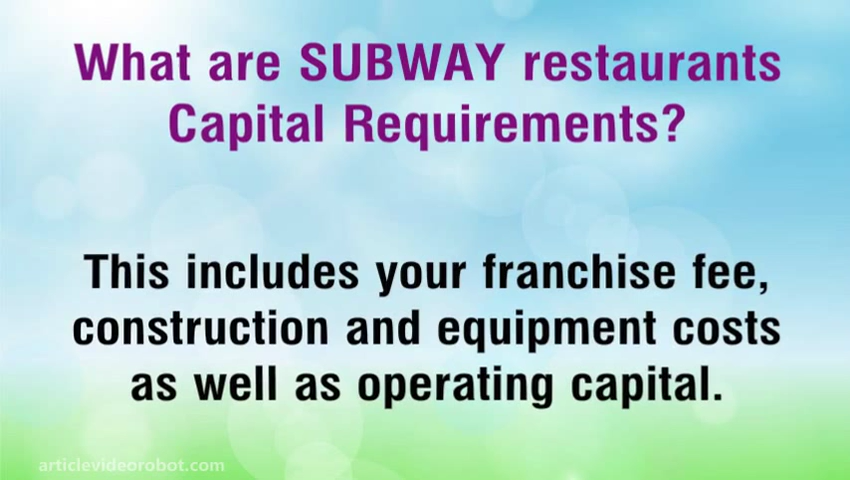 What are SUBWAY restaurants
Capital Requirements?
This includes your franchise fee,
construction and equipment costs
as well as operating capital.
articlevideorobot.com